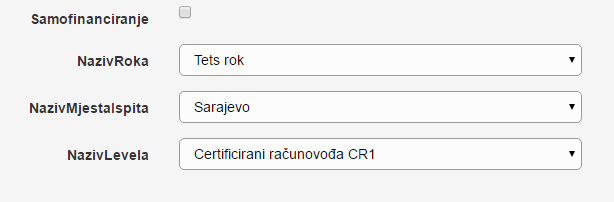 Samofinanciranje
NazivRoka Tets rok
NazivMjestaIspita Sarajevo
NazivLevela Certificirani računovođa CR1